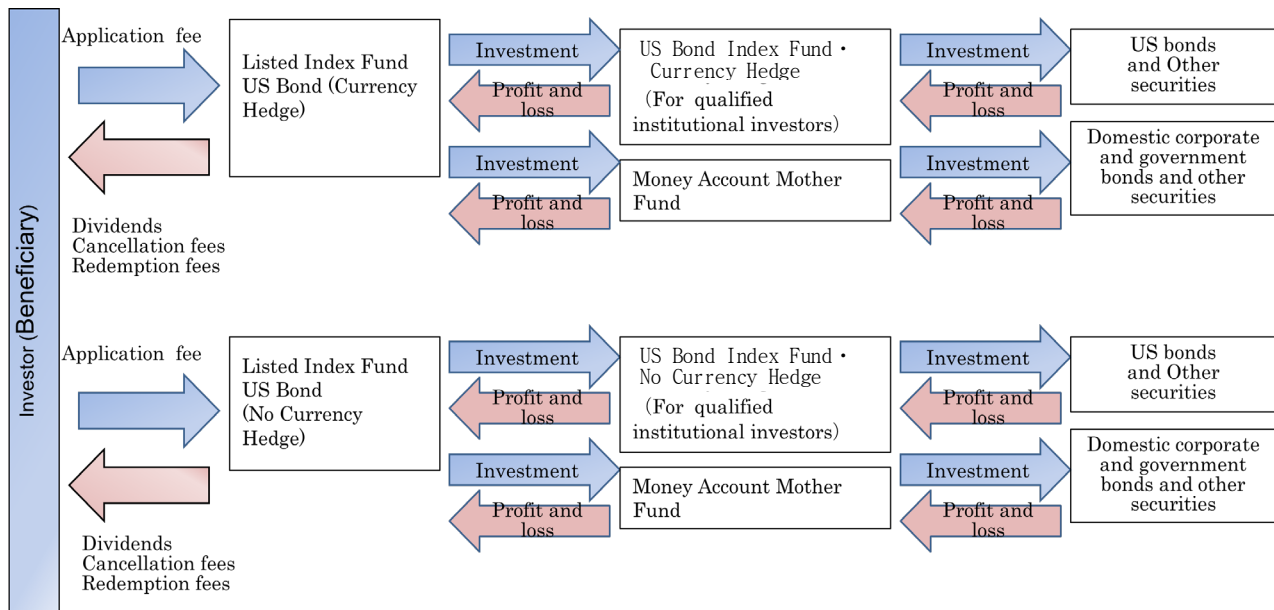 Investor (Beneficiary)
Application fee
Dividends
Cancellation fees
Redemption fees
Listed Index Fund
US Bond (Currency
Hedge)
Investment
Profit and
loss
Investment
Profit and
loss
US Bond Index Fund・
Currency Hedge
(For qualified
institutional investors)
Money Account Mother
Fund
Investment
Profit and
loss
Investment
Profit and
loss
US bonds
and Other
securities
Domestic corporate
and government
bonds and other
securities
Application fee
Dividends
Cancellation fees
Redemption fees
Listed Index Fund
US Bond
(No Currency
Hedge)
Investment
Profit and
loss
Investment
Profit and
loss
US Bond Index Fund・
No Currency Hedge
(For qualified
institutional investors)
Money Account Mother
Fund
Investment
Profit and
loss
Investment
Profit and
loss
US bonds
and Other
securities
Domestic corporate
and government
bonds and other
securities